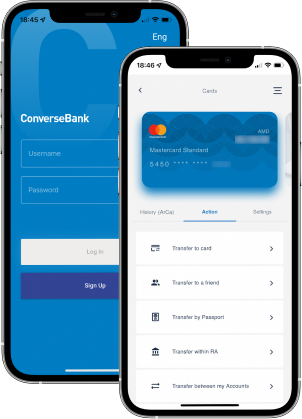 18:45
Eng
ConverseBank
Username
Password
Log In
Sign Up
18:46
Cards
AMD
Mastercard Standard
5450 **** ****
History (ArCa) Action Settings
Transfer to card
Transfer to a friend
Transfer by Passport
Transfer within RA
Transfer between my Accounts